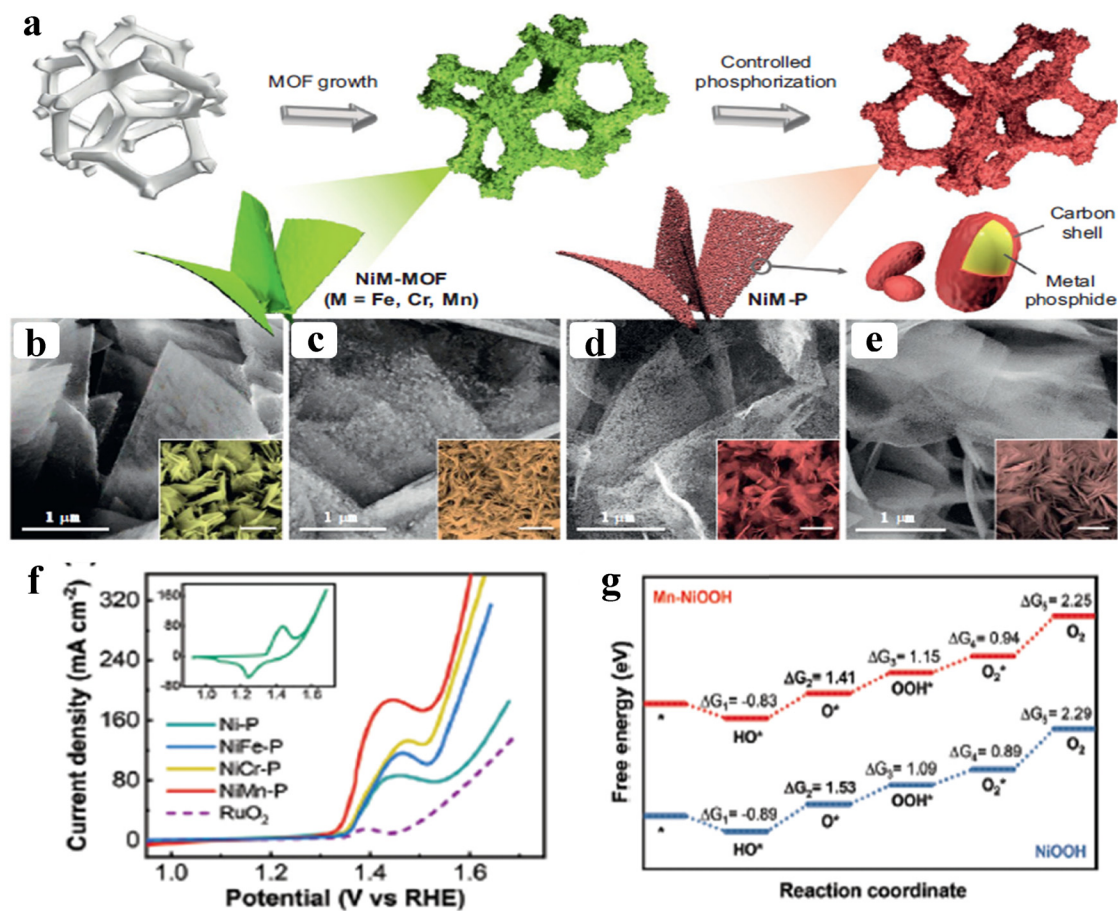 a
MOF growth
Controlled
phosphorization
NiM-MOF
(M = Fe, Cr, Mn)
NiM-P
Carbon
shell
Metal
phosphide
b
1 μm
c
1 μm
d
1 μm
e
1 μm
f
Current density (mA cm⁻²)
320
240
160
80
0
160
80
0
-80
1.0 1.2 1.4 1.6
Ni-P
NiFe-P
NiCr-P
NiMn-P
RuO₂
1.0 1.2 1.4 1.6
Potential (V vs RHE)
g
Free energy (eV)
Mn-NiOOH
*
ΔG₁= -0.83
HO*
ΔG₂= 1.41
O*
ΔG₃= 1.15
OOH*
ΔG₄= 0.94
O₂*
ΔG₅= 2.25
O₂
*
ΔG₁= -0.89
HO*
ΔG₂= 1.53
O*
ΔG₃= 1.09
OOH*
ΔG₄= 0.89
O₂*
ΔG₅= 2.29
O₂
NiOOH
Reaction coordinate